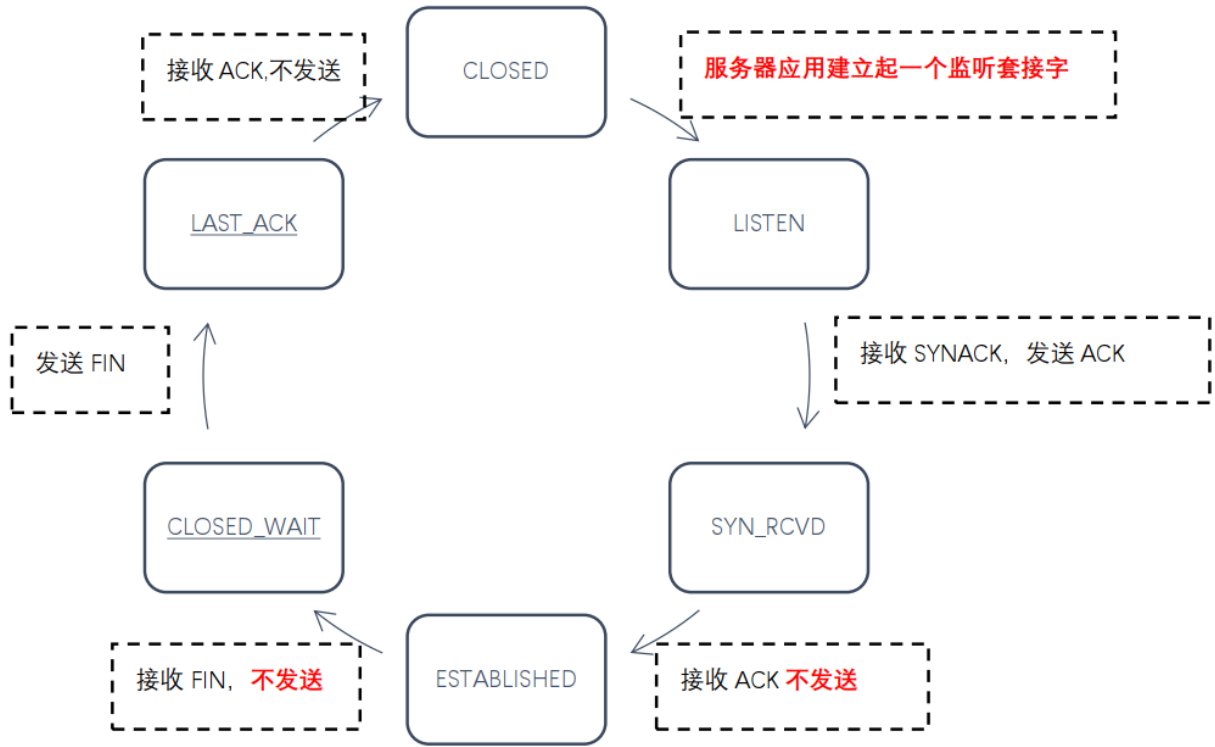 接收 ACK,不发送
CLOSED
服务器应用建立起一个监听套接字
LAST_ACK
LISTEN
发送 FIN
接收 SYNACK, 发送 ACK
CLOSED_WAIT
SYN_RCVD
接收 FIN, 不发送
ESTABLISHED
接收 ACK 不发送